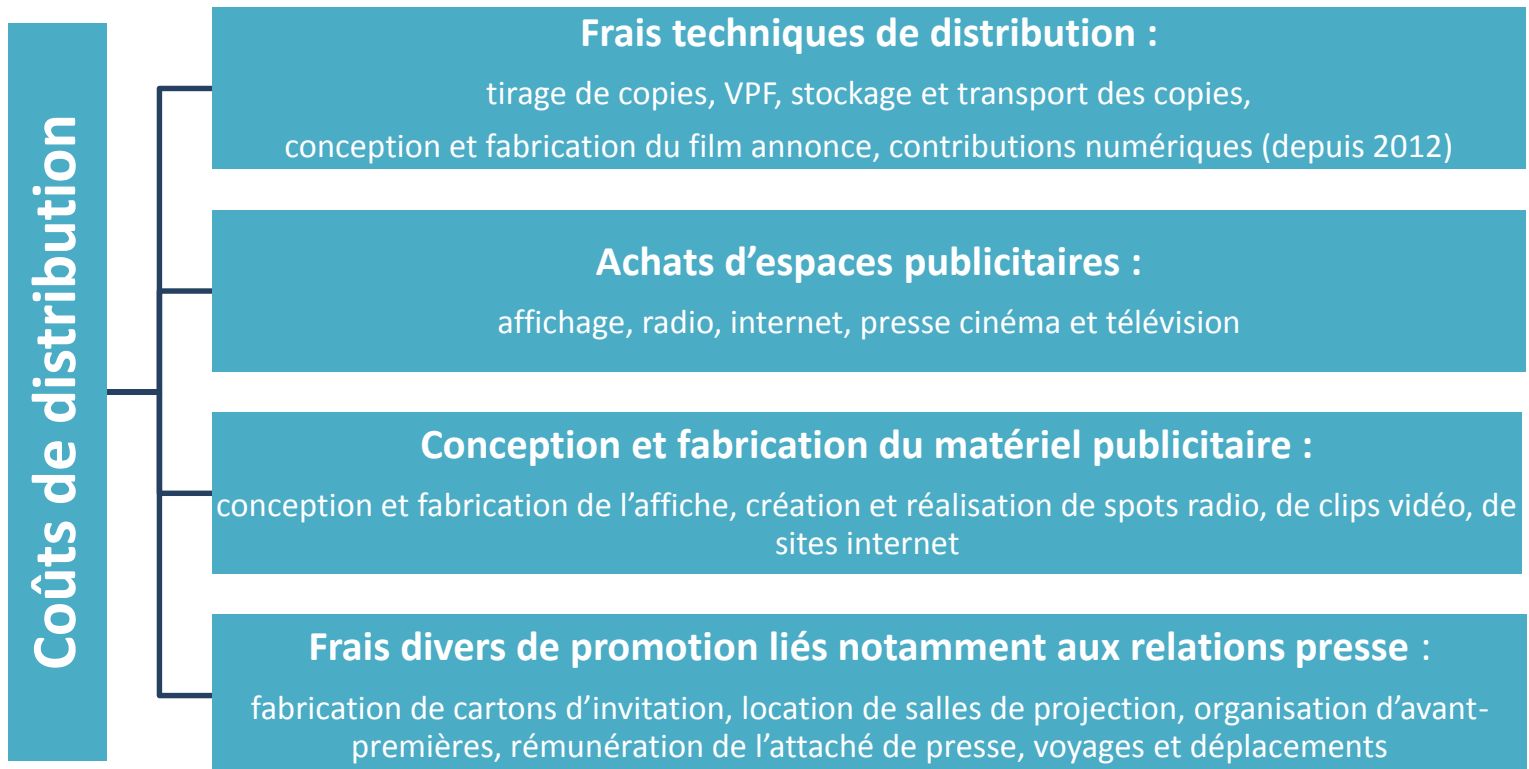 Coûts de distribution
Frais techniques de distribution :
tirage de copies, VPF, stockage et transport des copies,
conception et fabrication du film annonce, contributions numériques (depuis 2012)
Achats d’espaces publicitaires :
affichage, radio, internet, presse cinéma et télévision
Conception et fabrication du matériel publicitaire :
conception et fabrication de l’affiche, création et réalisation de spots radio, de clips vidéo, de
sites internet
Frais divers de promotion liés notamment aux relations presse :
fabrication de cartons d’invitation, location de salles de projection, organisation d’avant-
premières, rémunération de l’attaché de presse, voyages et déplacements